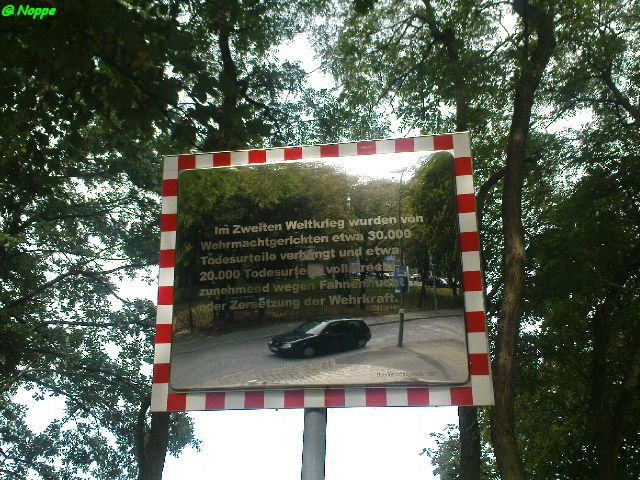 @ Noppe
Im Zweiten Weltkrieg wurden von
Wehrmachtgerichten etwa 30.000
Todesurteile verhängt und etwa
20.000 Todesurteile vollstreckt
zunehmend wegen Fahnenflucht
oder Zersetzung der Wehrkraft.